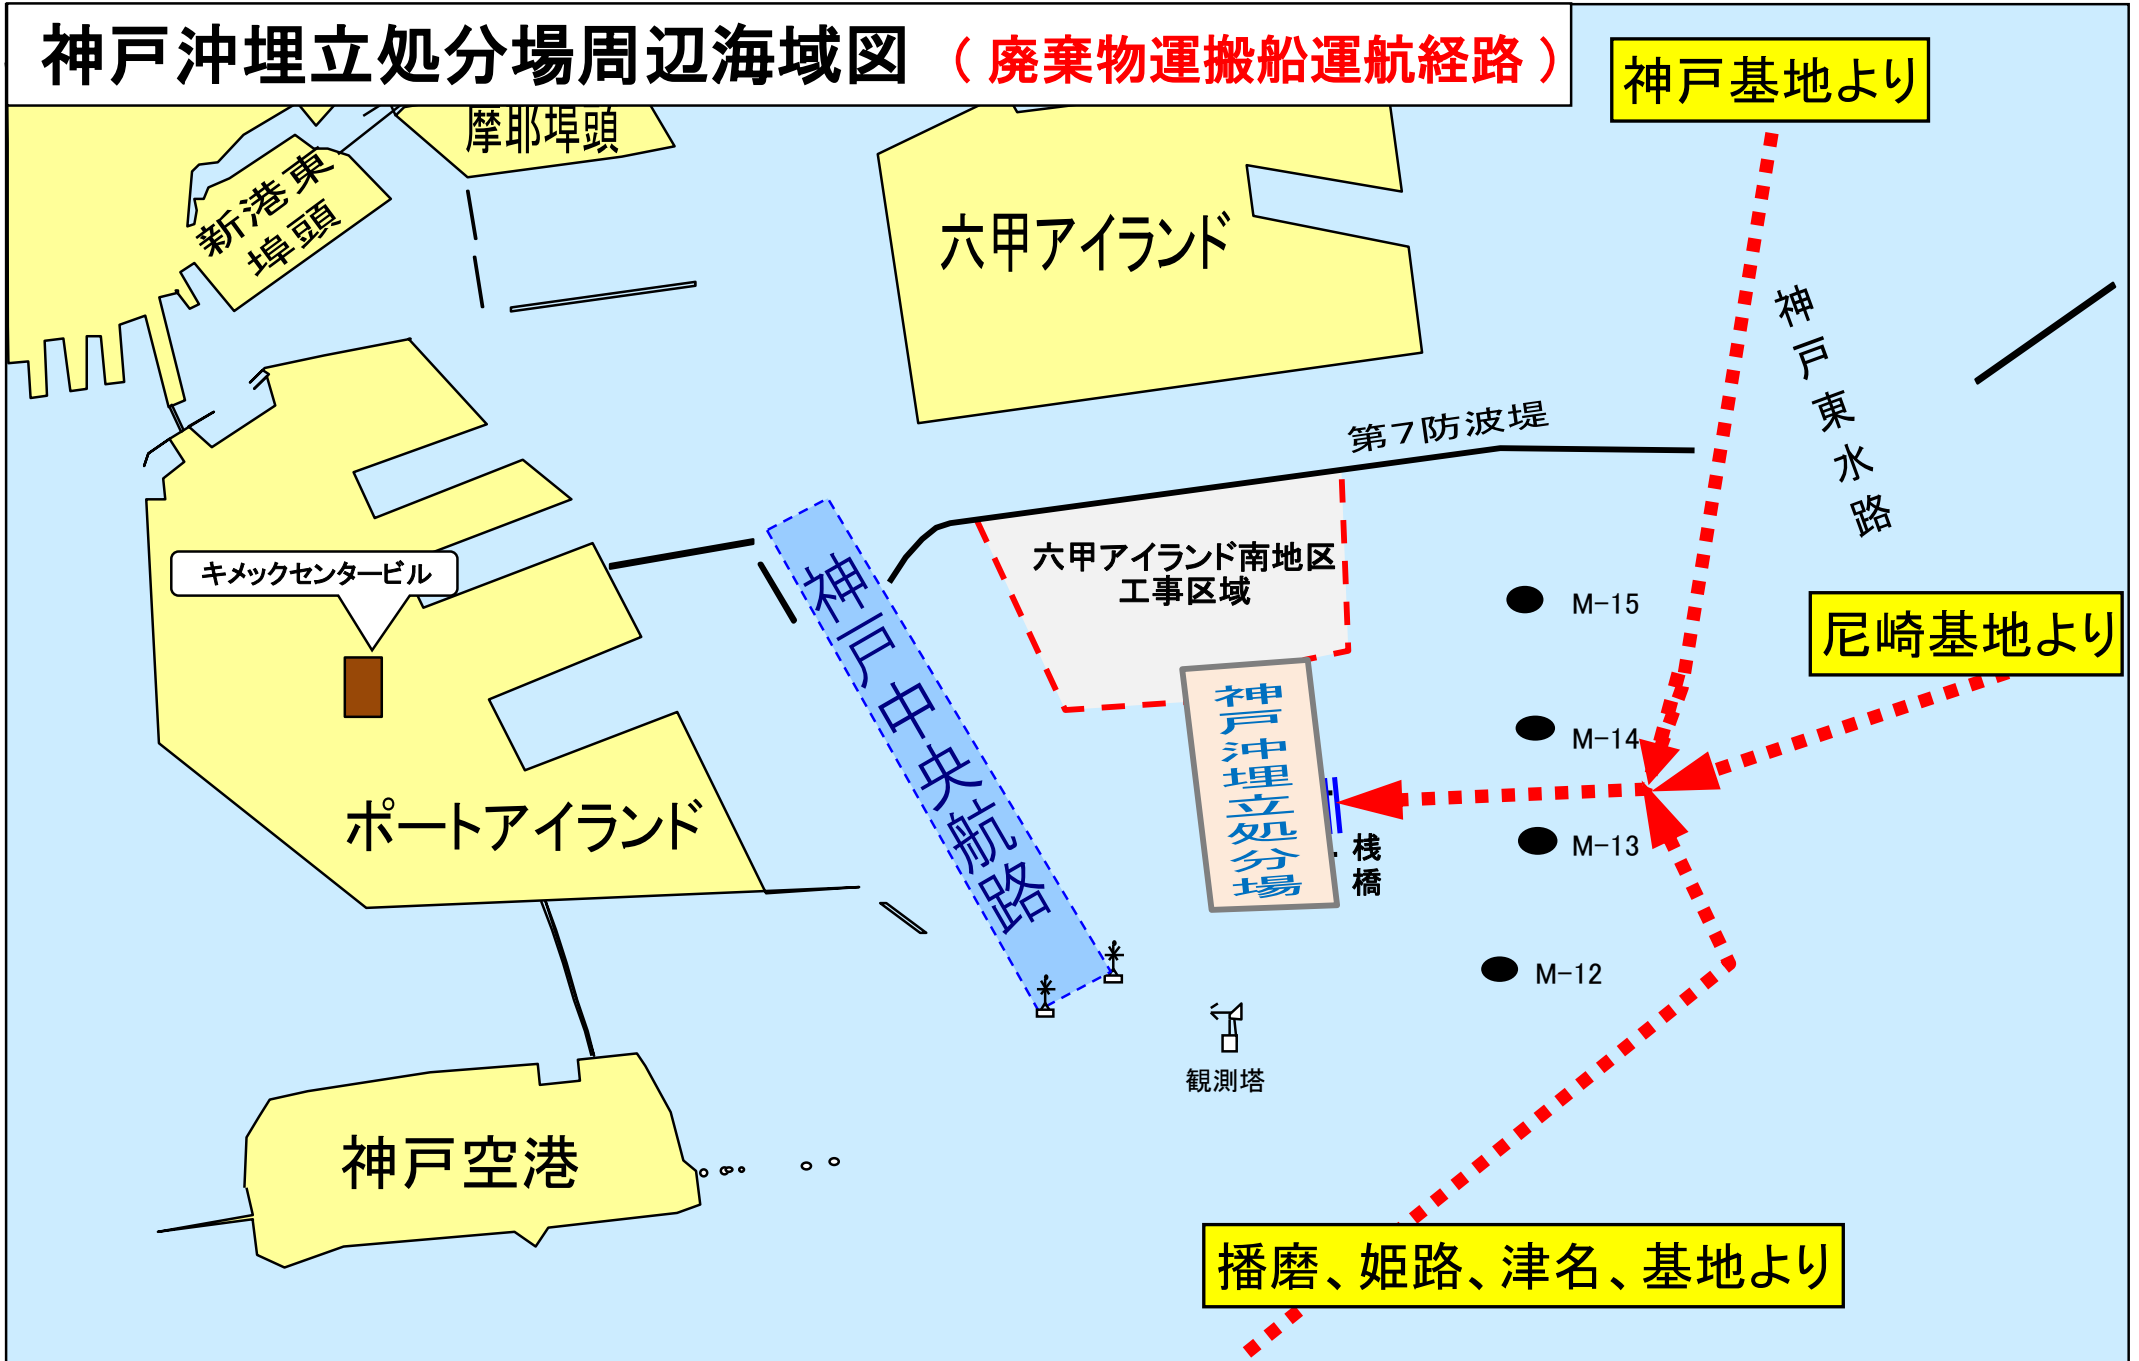 神戸沖埋立処分場周辺海域図 （廃棄物運搬船運航経路）
神戸基地より
摩耶埠頭
新港東
埠頭
六甲アイランド
神戸東水路
第7防波堤
キメックセンタービル
神戸中央航路
六甲アイランド南地区
工事区域
M-15
尼崎基地より
神戸沖埋立処分場
M-14
ポートアイランド
桟橋
M-13
M-12
観測塔
神戸空港
播磨、姫路、津名、基地より